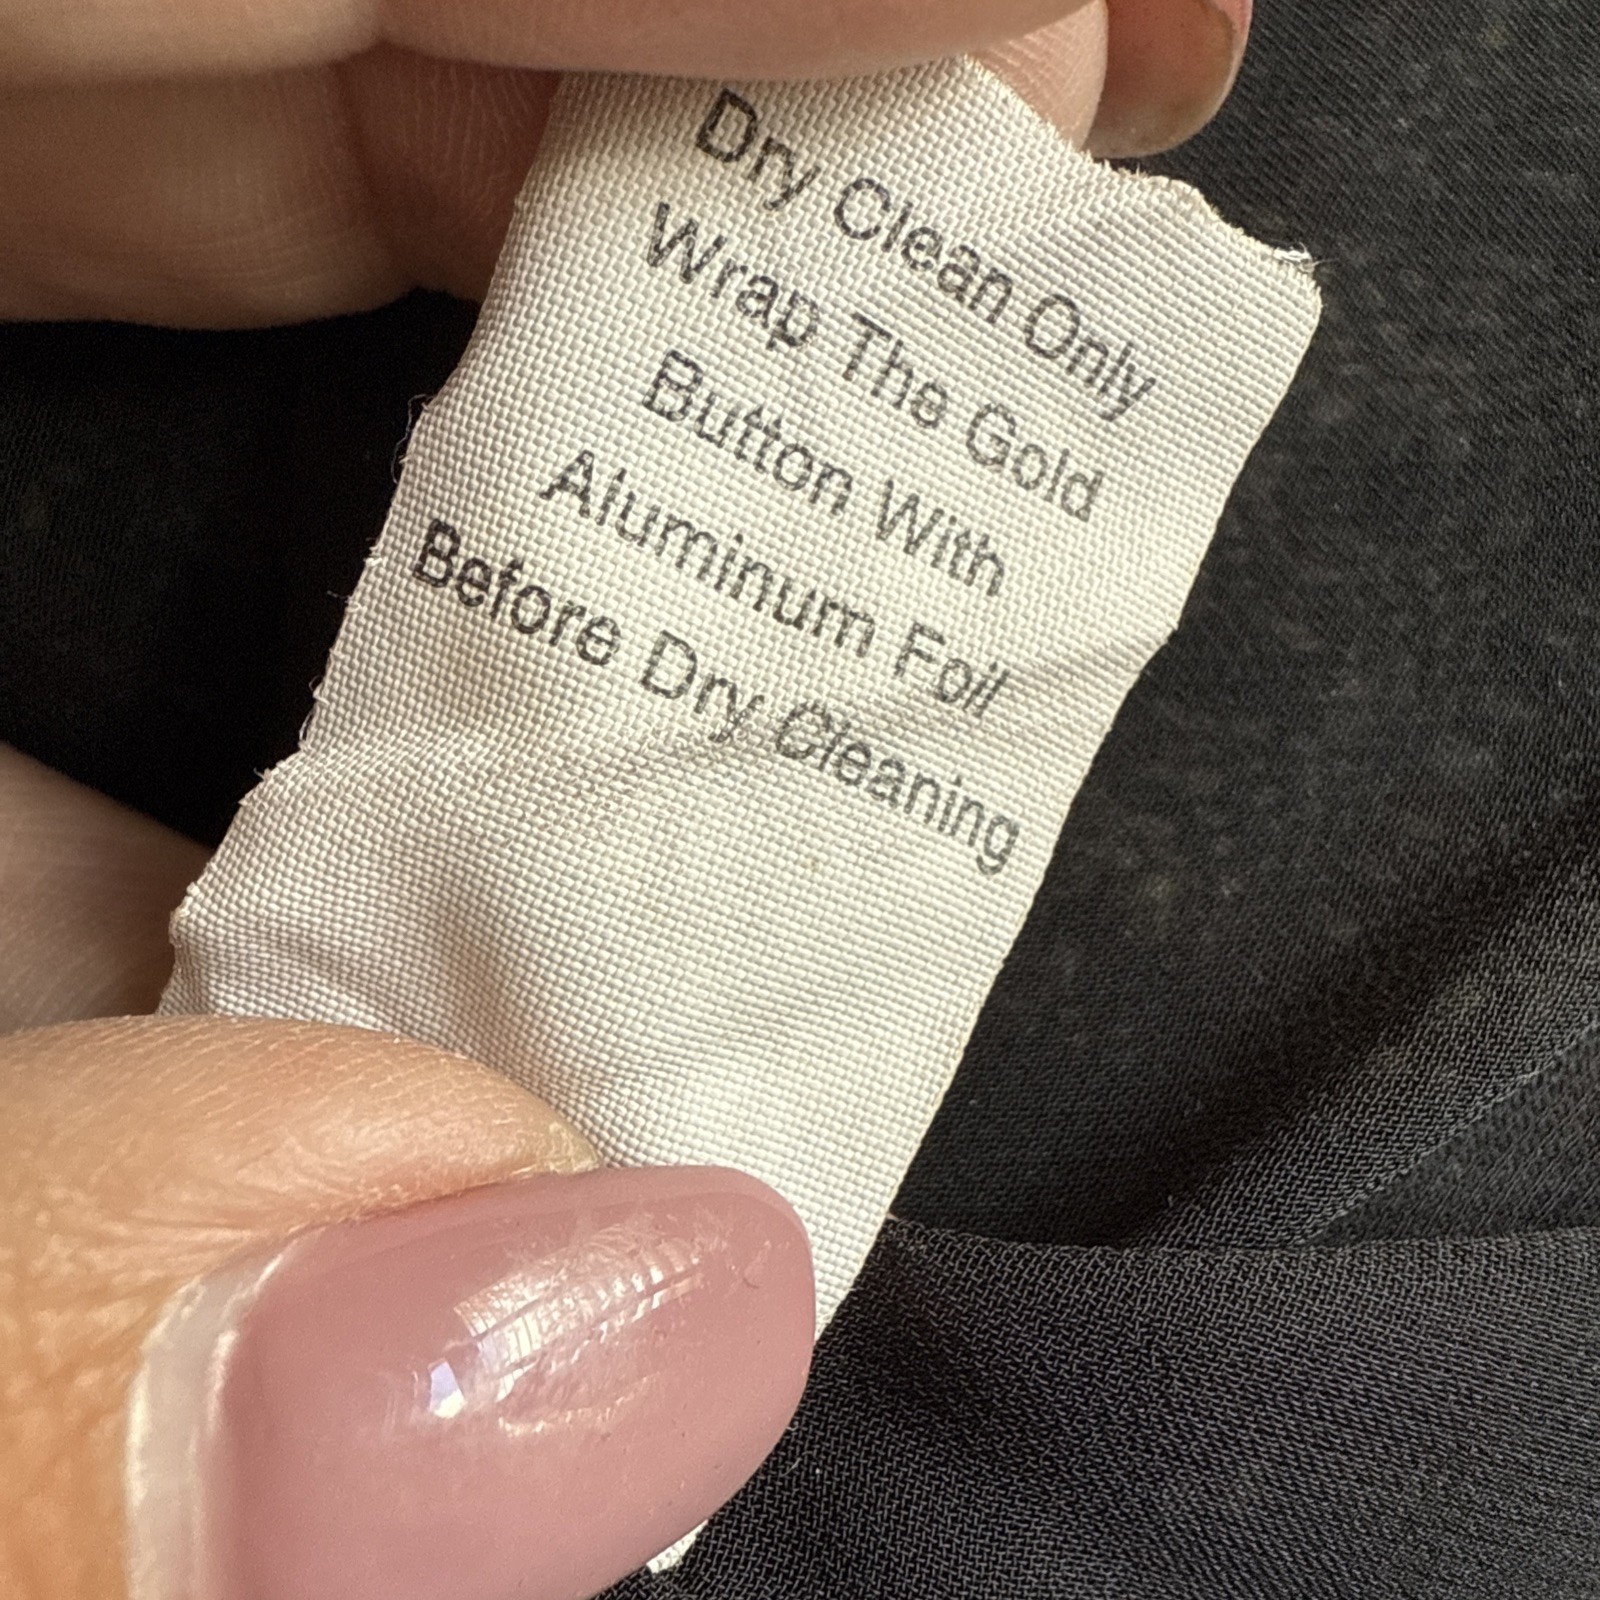 Dry Clean Only
Wrap The Gold
Button With
Aluminum Foil
Before Dry Cleaning